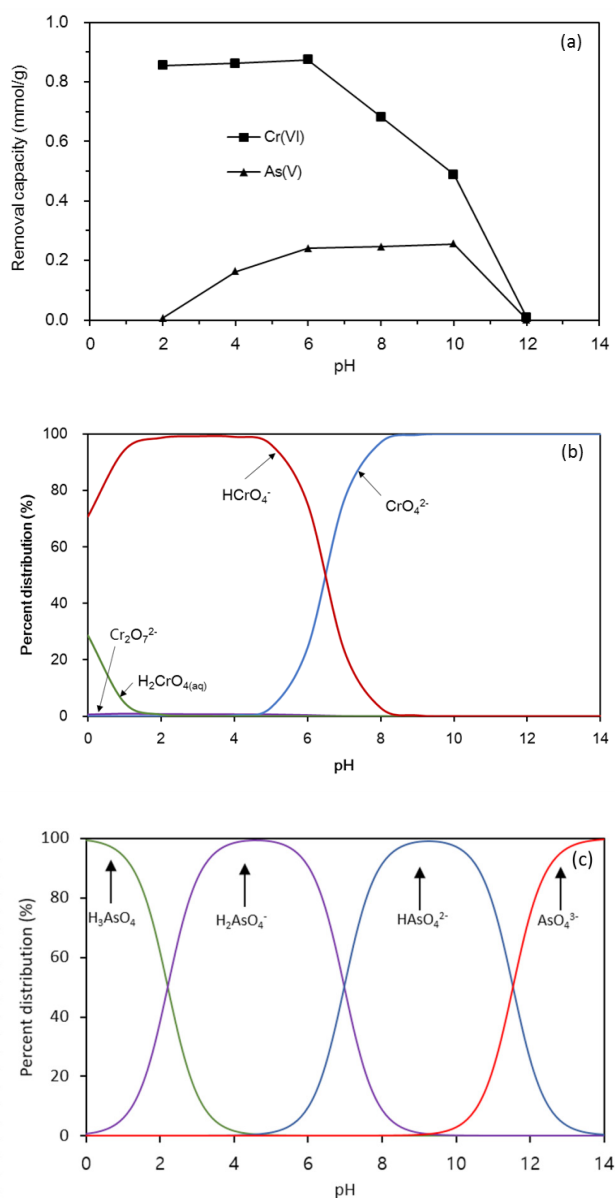 (a)
Removal capacity (mmol/g)
1.0
0.8
0.6
0.4
0.2
0.0
Cr(VI)
As(V)
0 2 4 6 8 10 12 14
pH
(b)
Percent distribution (%)
100
80
60
40
20
0
HCrO₄⁻
CrO₄²⁻
Cr₂O₇²⁻
H₂CrO₄(aq)
0 2 4 6 8 10 12 14
pH
(c)
Percent distribution (%)
100
80
60
40
20
0
H₃AsO₄ H₂AsO₄⁻ HAsO₄²⁻ AsO₄³⁻
0 2 4 6 8 10 12 14
pH